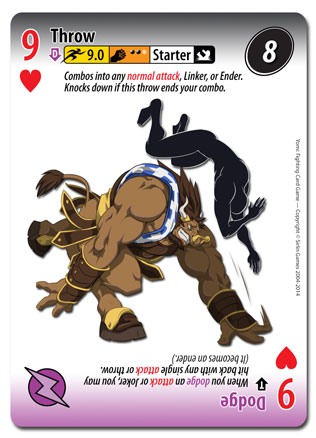 9
Throw
D
9.0
Starter
8
Combos into any normal attack, Linker, or Ender.
Knocks down if this throw ends your combo.
Yomi: Fighting Card Game — Copyright © Sirlin Games 2004-2014
9
Dodge
When you dodge an attack or Joker, you may
hit back with any single attack or throw.
(It becomes an ender.)